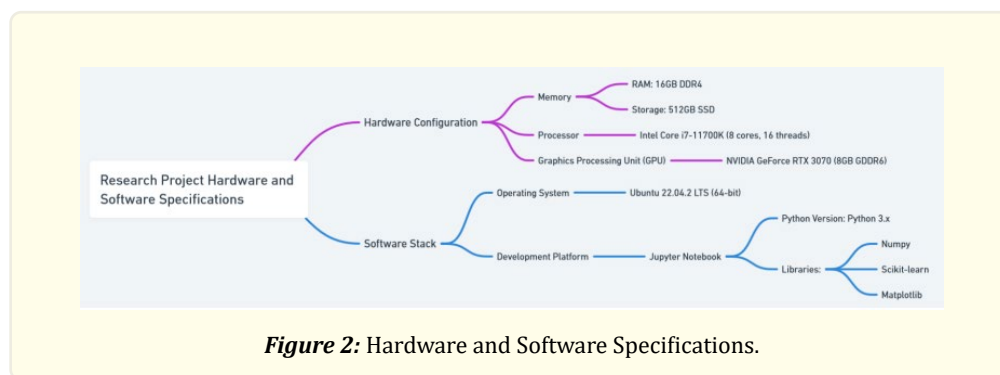 Research Project Hardware and
Software Specifications
Hardware Configuration
Memory
RAM: 16GB DDR4
Storage: 512GB SSD
Processor
Intel Core i7-11700K (8 cores, 16 threads)
Graphics Processing Unit (GPU)
NVIDIA GeForce RTX 3070 (8GB GDDR6)
Software Stack
Operating System
Ubuntu 22.04.2 LTS (64-bit)
Development Platform
Jupyter Notebook
Python Version: Python 3.x
Libraries:
Numpy
Scikit-learn
Matplotlib
Figure 2: Hardware and Software Specifications.